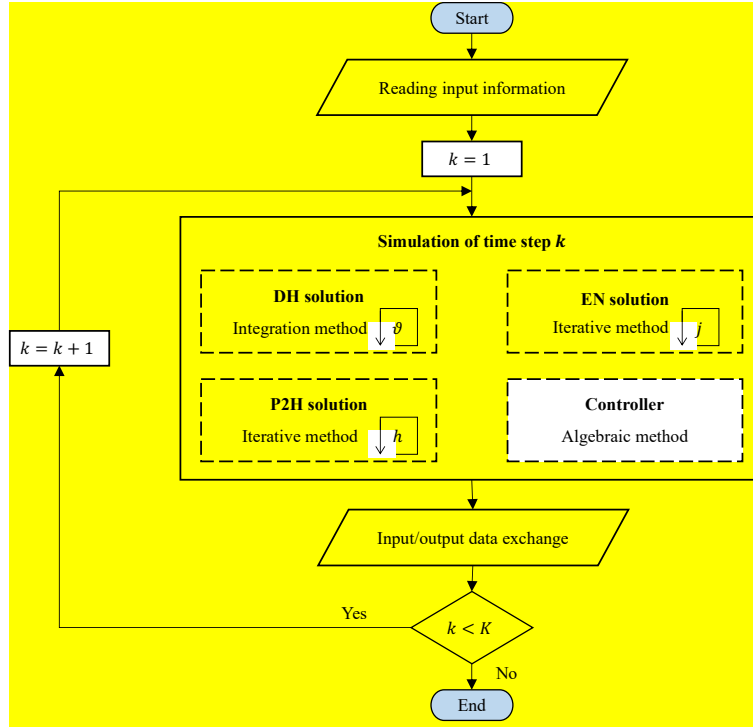 Start
Reading input information
k = 1
Simulation of time step k
DH solution
Integration method ϑ
EN solution
Iterative method j
k = k + 1
P2H solution
Iterative method h
Controller
Algebraic method
Input/output data exchange
Yes
k < K
No
End